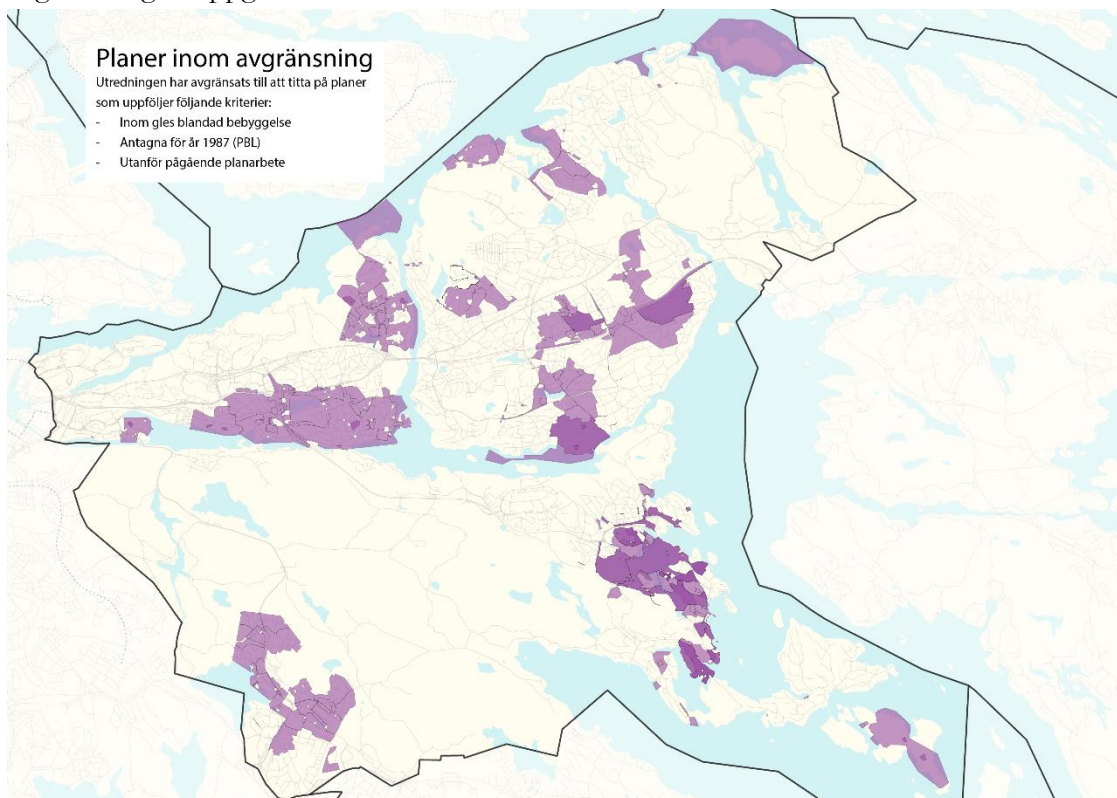 Planer inom avgränsning
Utredningen har avgränsats till att titta på planer
som uppföljer följande kriterier:
- Inom gles blandad bebyggelse
- Antagna för år 1987 (PBL)
- Utanför pågående planarbete